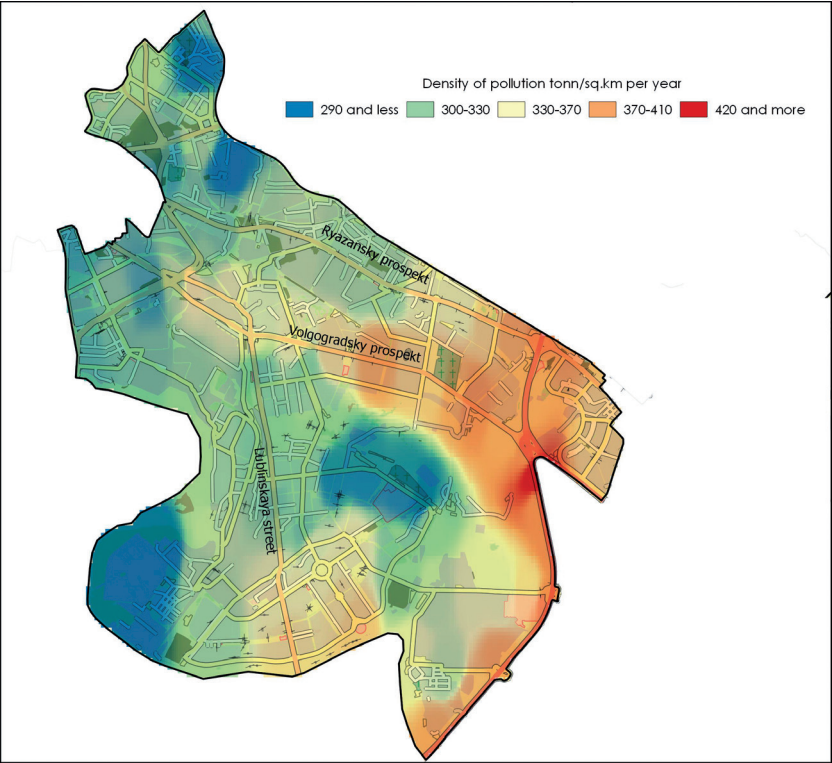 Density of pollution tonn/sq.km per year
290 and less
300-330
330-370
370-410
420 and more
Ryazansky prospekt
Volgogradsky prospekt
Lublinskaya street